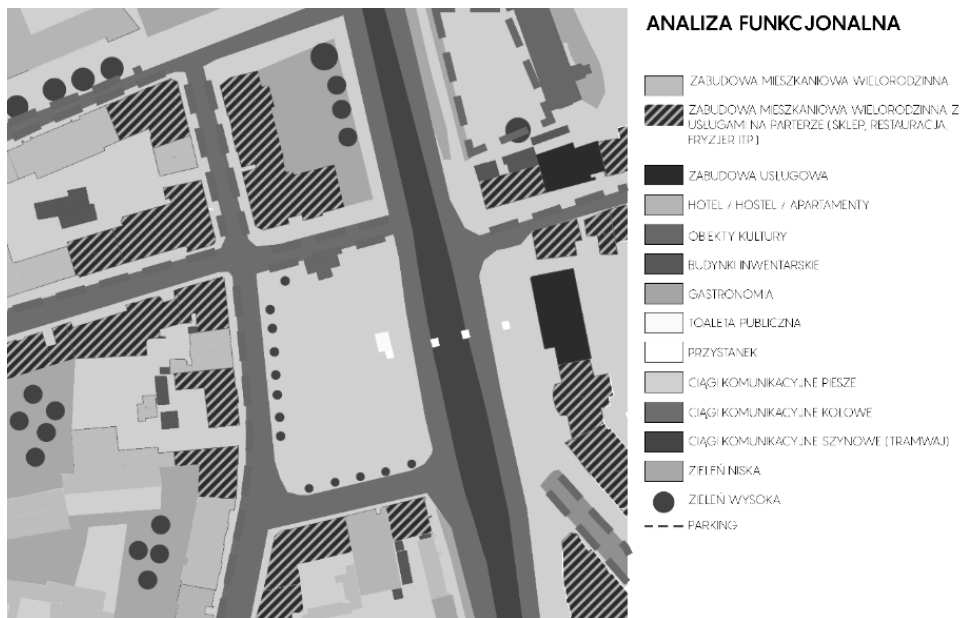 ANALIZA FUNKCJONALNA
ZABUDOWA MIESZKANIOWA WIELORODZINNA
ZABUDOWA MIESZKANIOWA WIELORODZINNA Z
USŁUGAMI NA PARTERZE (SKLEP, RESTAURACJA,
FRYZJER ITP.)
ZABUDOWA USŁUGOWA
HOTEL / HOSTEL / APARTAMENTY
OBIEKTY KULTURY
BUDYNKI INWENTARSKIE
GASTRONOMIA
TOALETA PUBLICZNA
PRZYSTANEK
CIĄGI KOMUNIKACYJNE PIESZE
CIĄGI KOMUNIKACYJNE KOŁOWE
CIĄGI KOMUNIKACYJNE SZYNOWE (TRAMWAJ)
ZIELEŃ NISKA
ZIELEŃ WYSOKA
PARKING